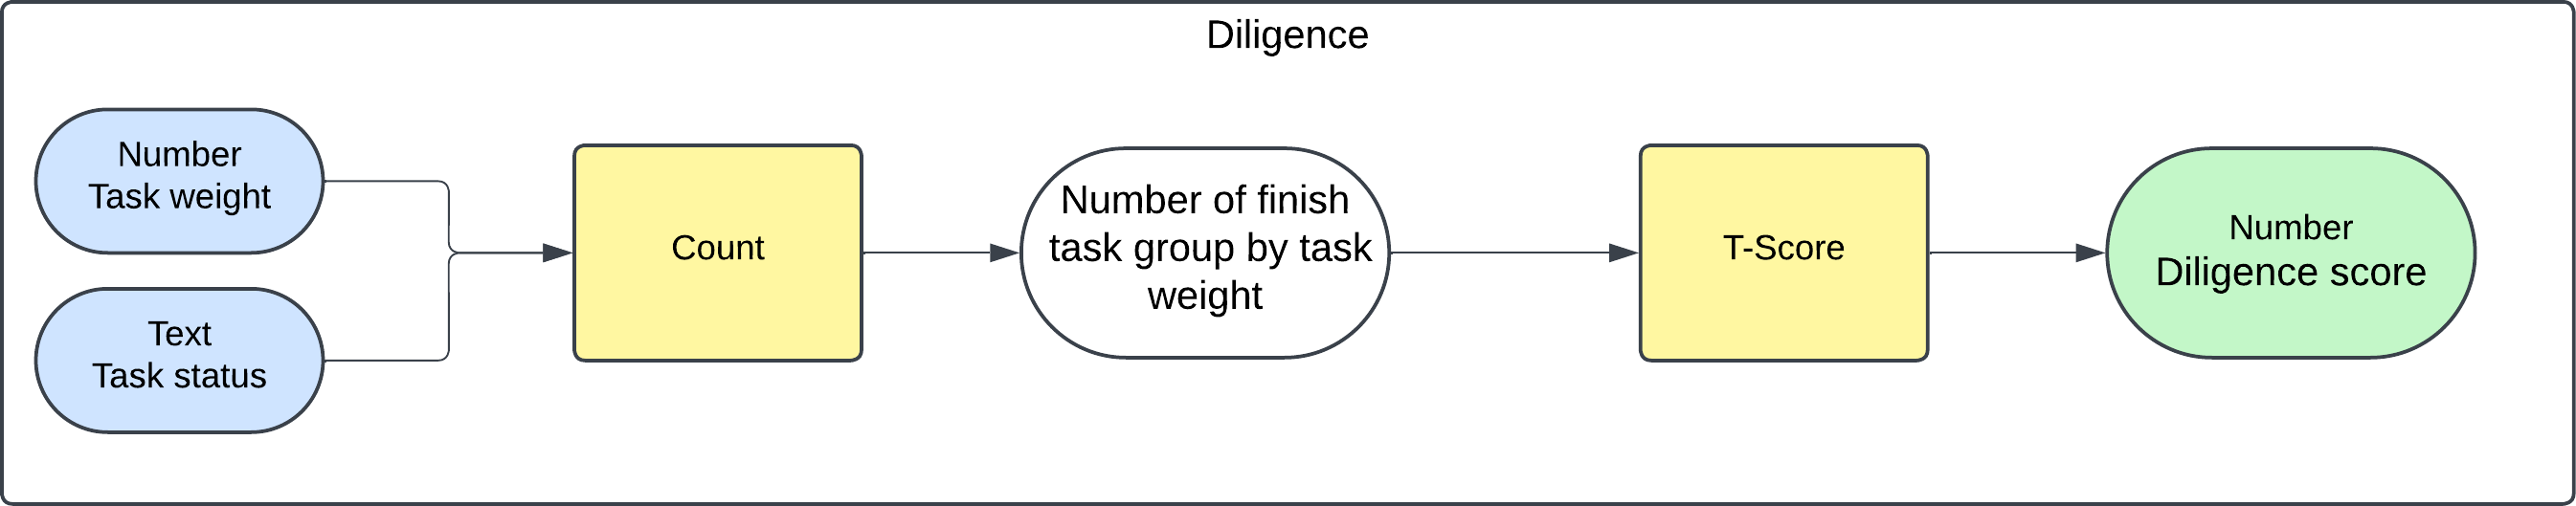 Diligence
Number
Task weight
Text
Task status
Count
Number of finish
task group by task
weight
T-Score
Number
Diligence score